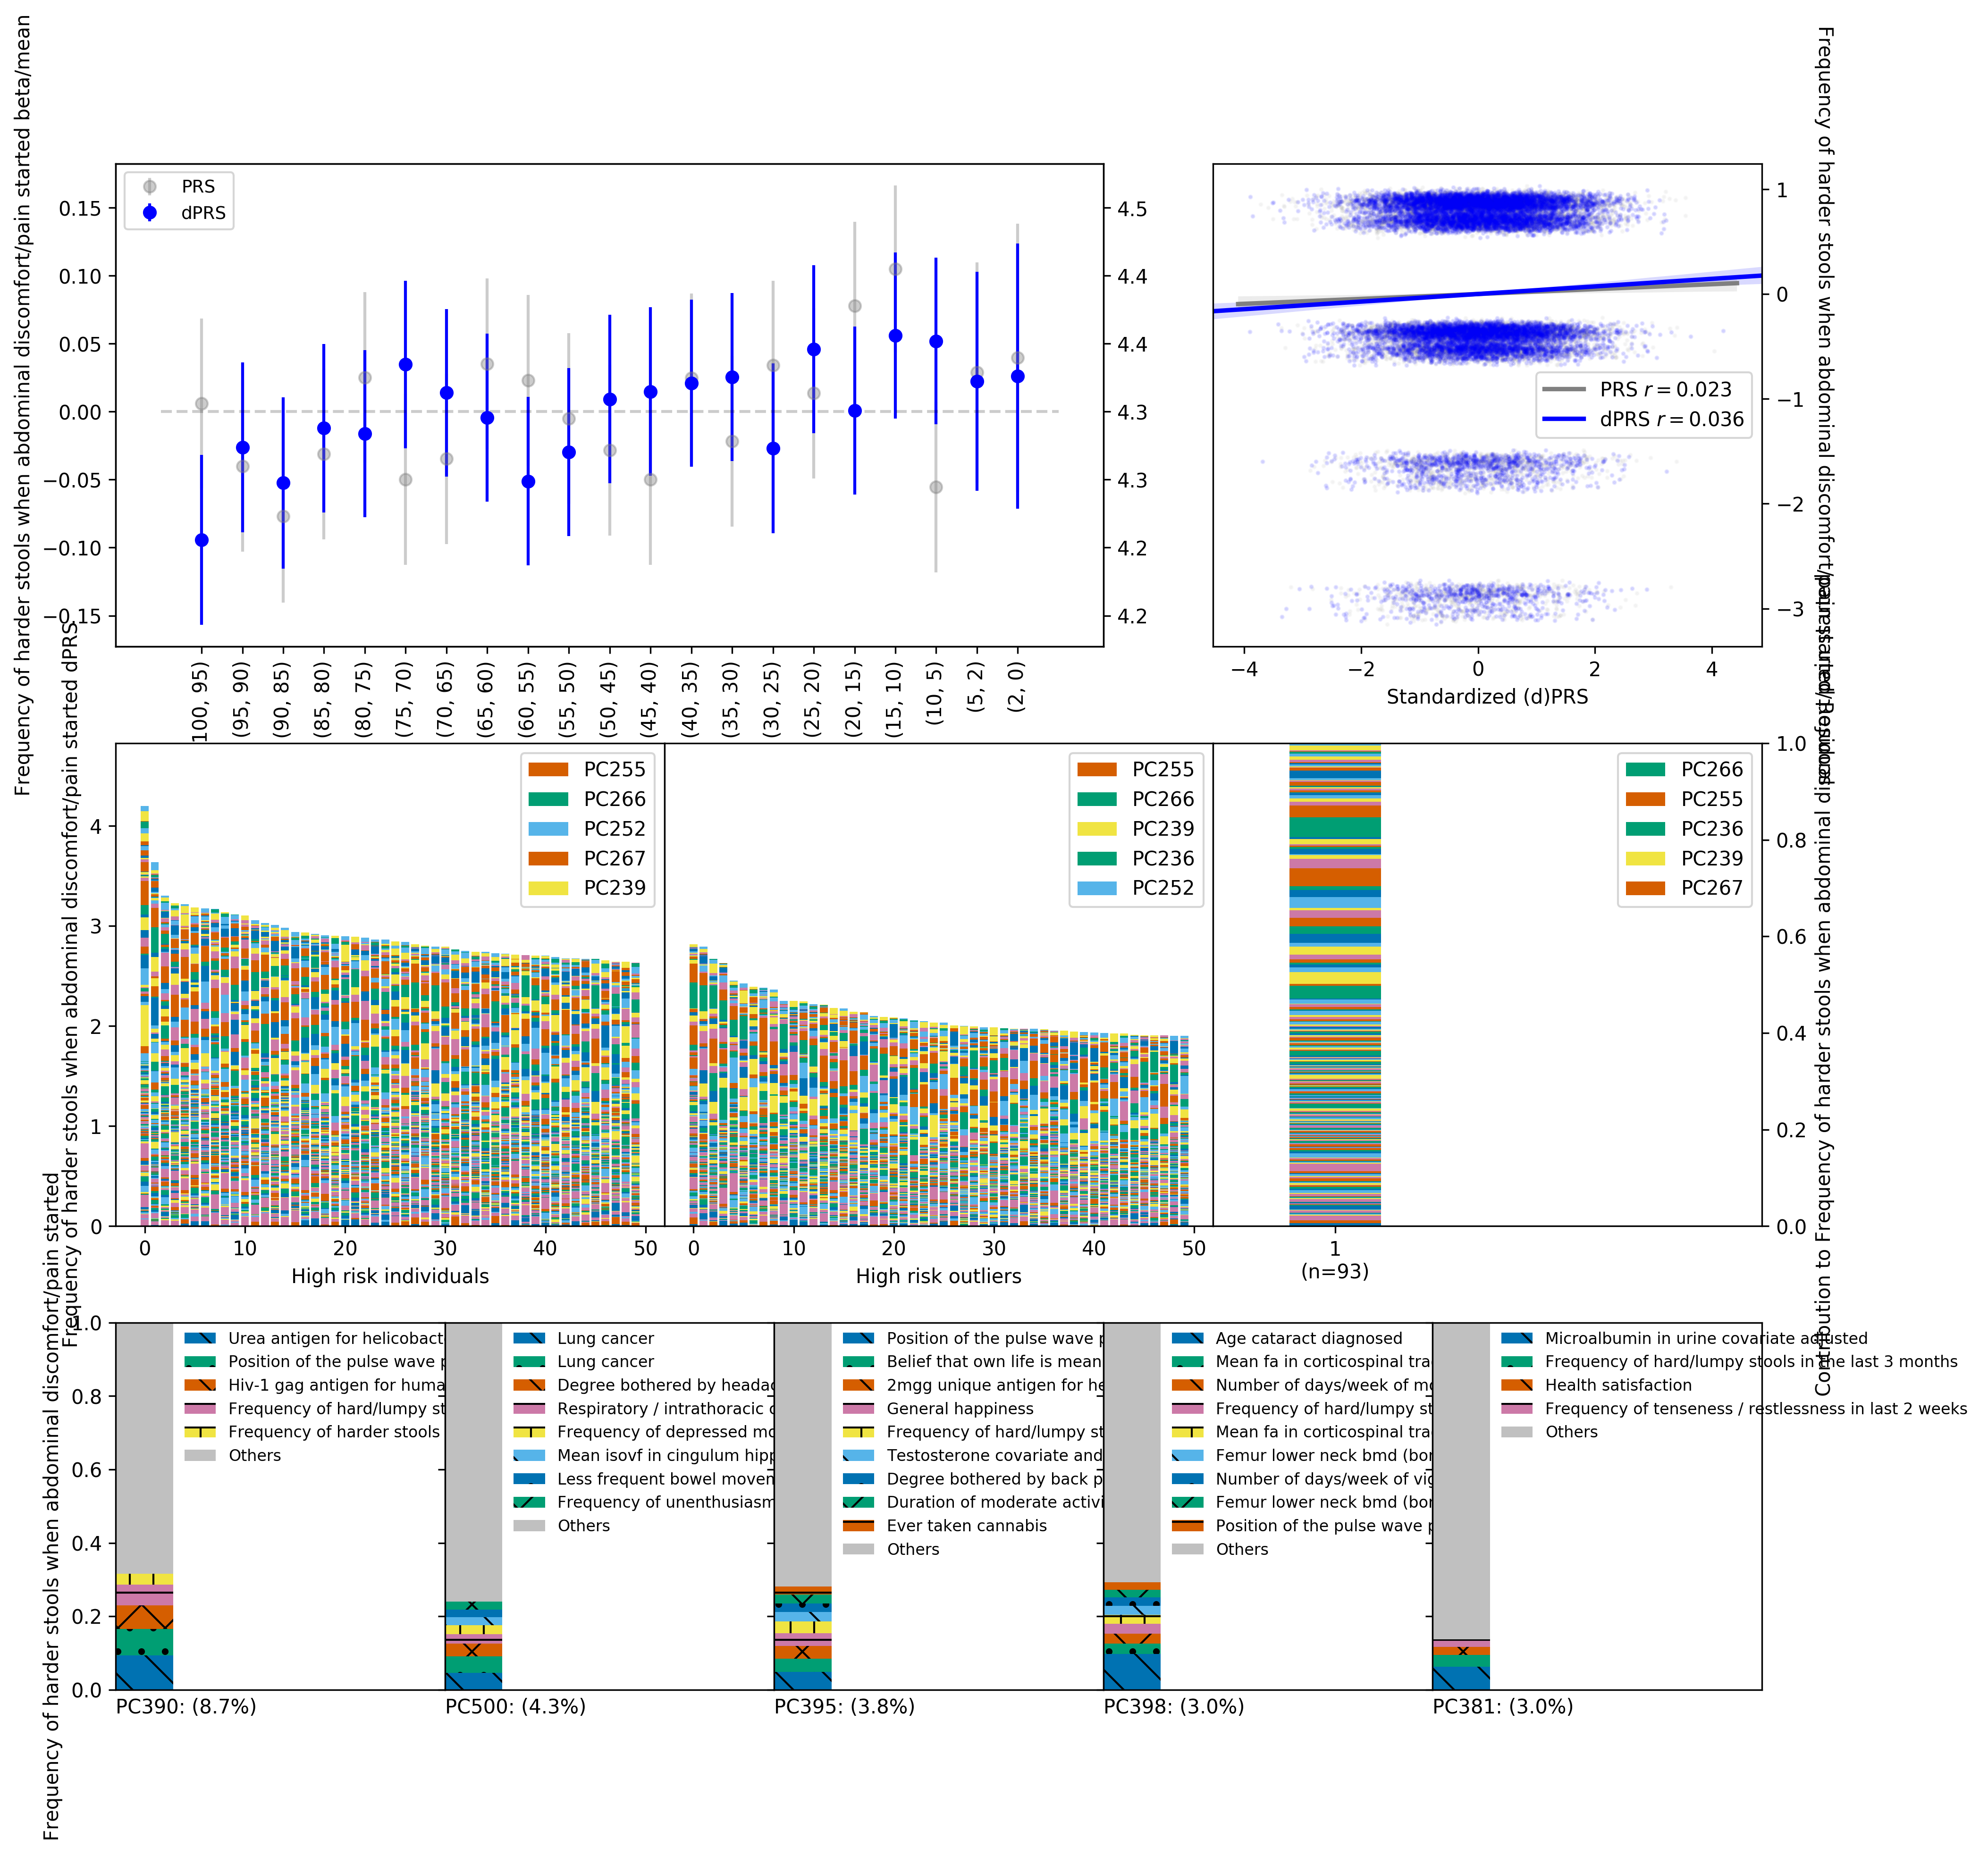 Frequency of harder stools when abdominal discomfort/pain started beta/mean
PRS
dPRS
0.15
0.10
0.05
0.00
−0.05
−0.10
−0.15
4.5
4.4
4.4
4.3
4.3
4.2
4.2
100, 95)
(95, 90)
(90, 85)
(85, 80)
(80, 75)
(75, 70)
(70, 65)
(65, 60)
(60, 55)
(55, 50)
(50, 45)
(45, 40)
(40, 35)
(35, 30)
(30, 25)
(25, 20)
(20, 15)
(15, 10)
(10, 5)
(5, 2)
(2, 0)
PRS r = 0.023
dPRS r = 0.036
1
0
−1
−2
−3
−4
−2
0
2
4
Standardized (d)PRS
Frequency of harder stools when abdominal discomfort/pain started
Frequency of harder stools when abdominal discomfort/pain started dPRS
0
1
2
3
4
PC255
PC266
PC252
PC267
PC239
0
10
20
30
40
50
High risk individuals
PC255
PC266
PC239
PC236
PC252
0
10
20
30
40
50
High risk outliers
PC266
PC255
PC236
PC239
PC267
1
(n=93)
1.0
0.8
0.6
0.4
0.2
0.0
Contribution to Frequency of harder stools when abdominal discomfort/pain started
Frequency of harder stools when abdominal discomfort/pain started
1.0
0.8
0.6
0.4
0.2
0.0
Urea antigen for helicobact
Position of the pulse wave p
Hiv-1 gag antigen for huma
Frequency of hard/lumpy st
Frequency of harder stools
Others
PC390: (8.7%)
Lung cancer
Lung cancer
Degree bothered by headac
Respiratory / intrathoracic o
Frequency of depressed mo
Mean isovf in cingulum hipp
Less frequent bowel movem
Frequency of unenthusiasm
Others
PC500: (4.3%)
Position of the pulse wave p
Belief that own life is mean
2mgg unique antigen for he
General happiness
Frequency of hard/lumpy st
Testosterone covariate and
Degree bothered by back p
Duration of moderate activi
Ever taken cannabis
Others
PC395: (3.8%)
Age cataract diagnosed
Mean fa in corticospinal tra
Number of days/week of mo
Frequency of hard/lumpy st
Mean fa in corticospinal tra
Femur lower neck bmd (bon
Number of days/week of vig
Femur lower neck bmd (bon
Position of the pulse wave p
Others
PC398: (3.0%)
Microalbumin in urine covariate adjusted
Frequency of hard/lumpy stools in the last 3 months
Health satisfaction
Frequency of tenseness / restlessness in last 2 weeks
Others
PC381: (3.0%)